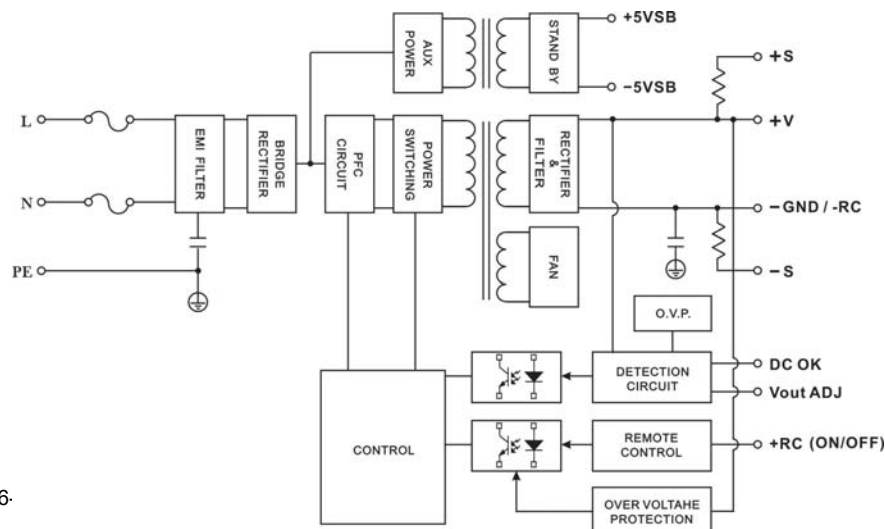 AUX
POWER
STAND BY
+5VSB
−5VSB
+S
L
EMI FILTER
BRIDGE
RECTIFIER
PFC
CIRCUIT
POWER
SWITCHING
RECTIFIER
&
FILTER
+V
N
−GND / -RC
PE
FAN
−S
O.V.P.
DETECTION
CIRCUIT
DC OK
Vout ADJ
CONTROL
REMOTE
CONTROL
+RC (ON/OFF)
OVER VOLTAHE
PROTECTION
6-